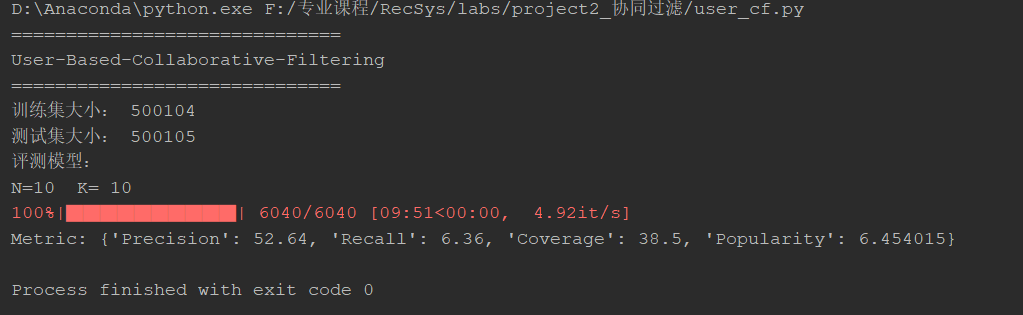 D:\Anaconda\python.exe F:/专业课程/RecSys/labs/project2_协同过滤/user_cf.py
==============================
User-Based-Collaborative-Filtering
==============================
训练集大小： 500104
测试集大小： 500105
评测模型：
N=10  K= 10
100%|██████████| 6040/6040 [09:51<00:00,  4.92it/s]
Metric: {'Precision': 52.64, 'Recall': 6.36, 'Coverage': 38.5, 'Popularity': 6.454015}
Process finished with exit code 0